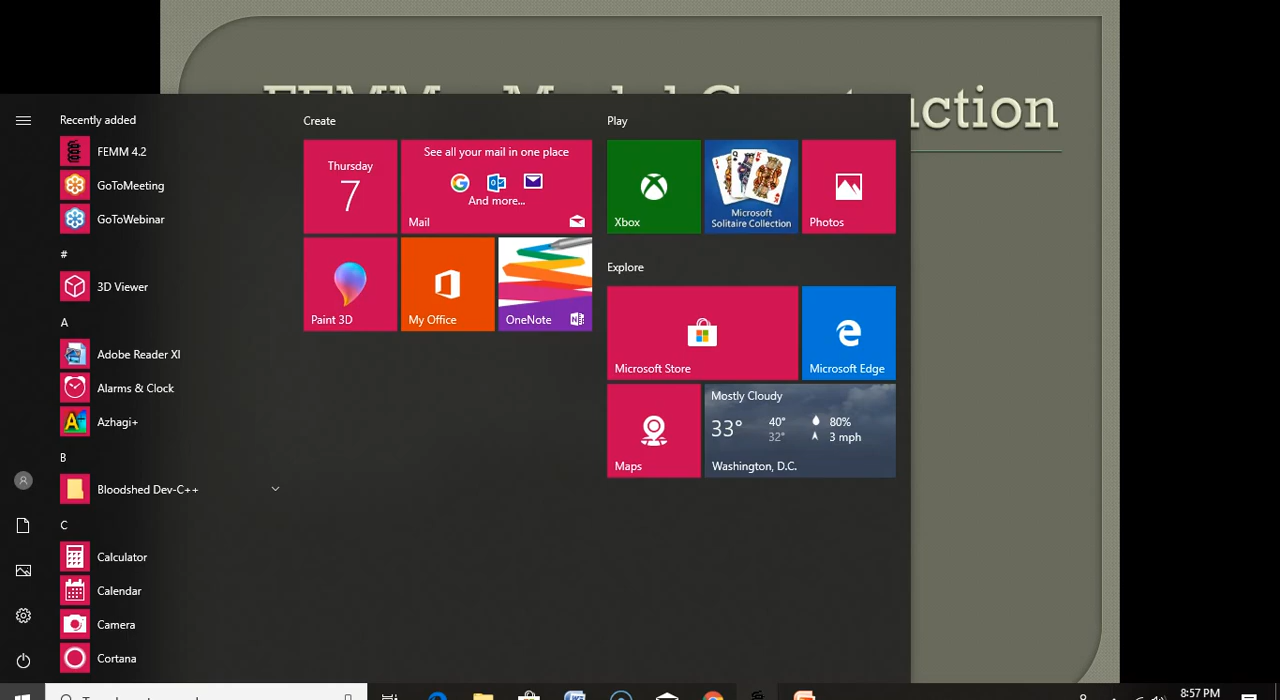 uction
Recently added
FEMM 4.2
GoToMeeting
GoToWebinar
#
3D Viewer
A
Adobe Reader XI
Alarms & Clock
Azhagi+
B
Bloodshed Dev-C++
C
Calculator
Calendar
Camera
Cortana
Create
Thursday
7
See all your mail in one place
And more...
Mail
Paint 3D
My Office
OneNote
Play
Xbox
Microsoft
Solitaire Collection
Photos
Explore
Microsoft Store
Microsoft Edge
Maps
Mostly Cloudy
33° 40° 80%
32° 3 mph
Washington, D.C.
8:57 PM